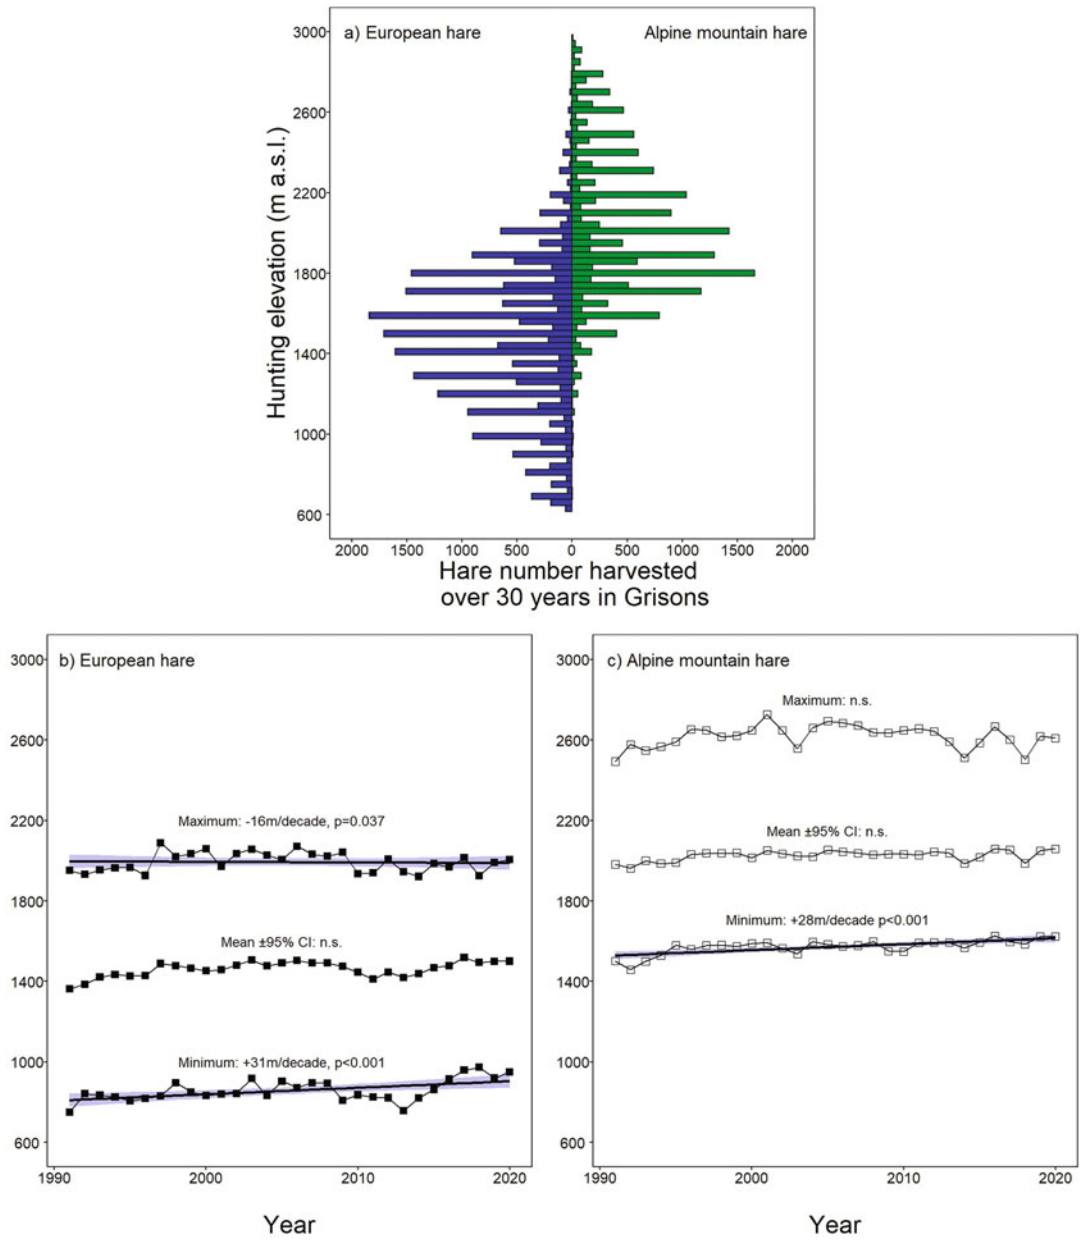 a) European hare
Alpine mountain hare
3000
2600
2200
1800
1400
1000
600
Hunting elevation (m a.s.l.)
2000 1500 1000 500 0 500 1000 1500 2000
Hare number harvested
over 30 years in Grisons
b) European hare
3000
2600
2200
1800
1400
1000
600
Maximum: -16m/decade, p=0.037
Mean ±95% CI: n.s.
Minimum: +31m/decade, p<0.001
1990 2000 2010 2020
Year
c) Alpine mountain hare
3000
2600
2200
1800
1400
1000
600
Maximum: n.s.
Mean ±95% CI: n.s.
Minimum: +28m/decade p<0.001
1990 2000 2010 2020
Year